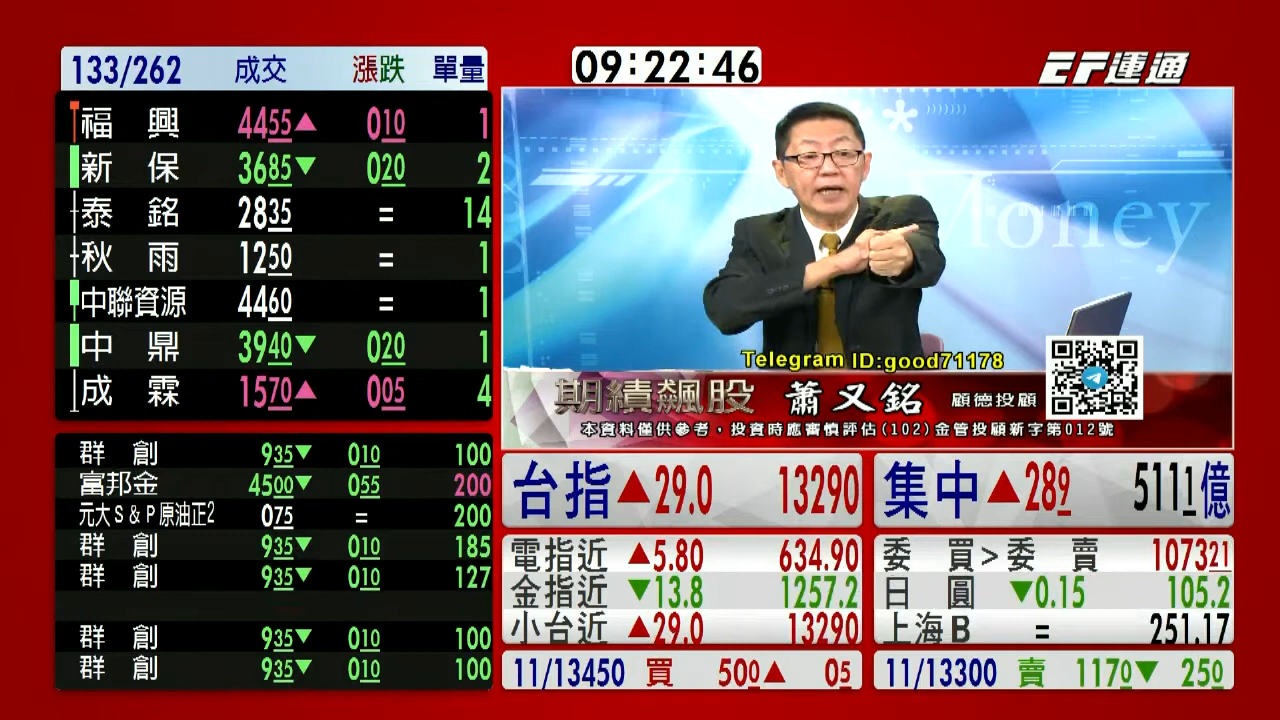 133/262 成交 漲跌 單量
福興 4455▲ 010 1
新保 3685▼ 020 2
泰銘 2835 = 14
秋雨 1250 = 1
中聯資源 4460 = 1
中鼎 3940▼ 020 1
成霖 1570▲ 005 4
群創 935▼ 010 100
富邦金 4500▼ 055 200
元大S&P原油正2 075 = 200
群創 935▼ 010 185
群創 935▼ 010 127
群創 935▼ 010 100
群創 935▼ 010 100
09:22:46
EF運通
Money
Telegram ID:good71178
期績飆股 蕭又銘 顧德投顧
本資料僅供參考，投資時應審慎評估(102)金管投顧新字第012號
台指▲29.0 13290
電指近 ▲5.80 634.90
金指近 ▼13.8 1257.2
小台近 ▲29.0 13290
11/13450 買 500▲ 05
集中▲289 5111億
委買>委賣 107321
日圓 ▼0.15 105.2
上海B = 251.17
11/13300 賣 1170▼ 250